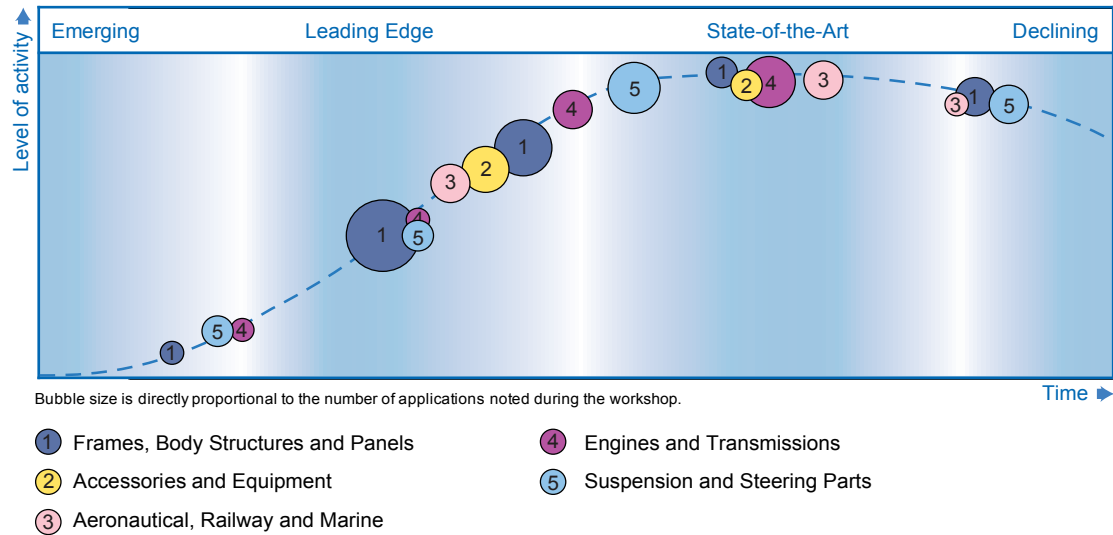 Level of activity
Emerging Leading Edge State-of-the-Art Declining
1 2 4 3
5
4
3 1 5
1
2
3
4
1 5
5 4
1
Time
Bubble size is directly proportional to the number of applications noted during the workshop.
1 Frames, Body Structures and Panels
2 Accessories and Equipment
3 Aeronautical, Railway and Marine
4 Engines and Transmissions
5 Suspension and Steering Parts